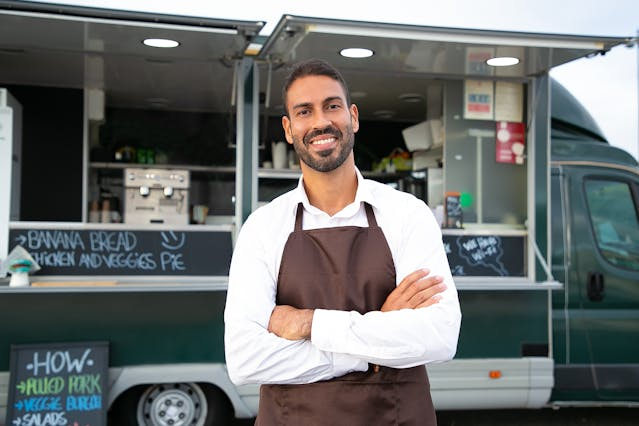 BANANA BREAD
CHICKEN AND VEGGIES PIE
WE HAVE
WI-FI
HOW
PULLED PORK
VEGGIE BURGER
SALADS